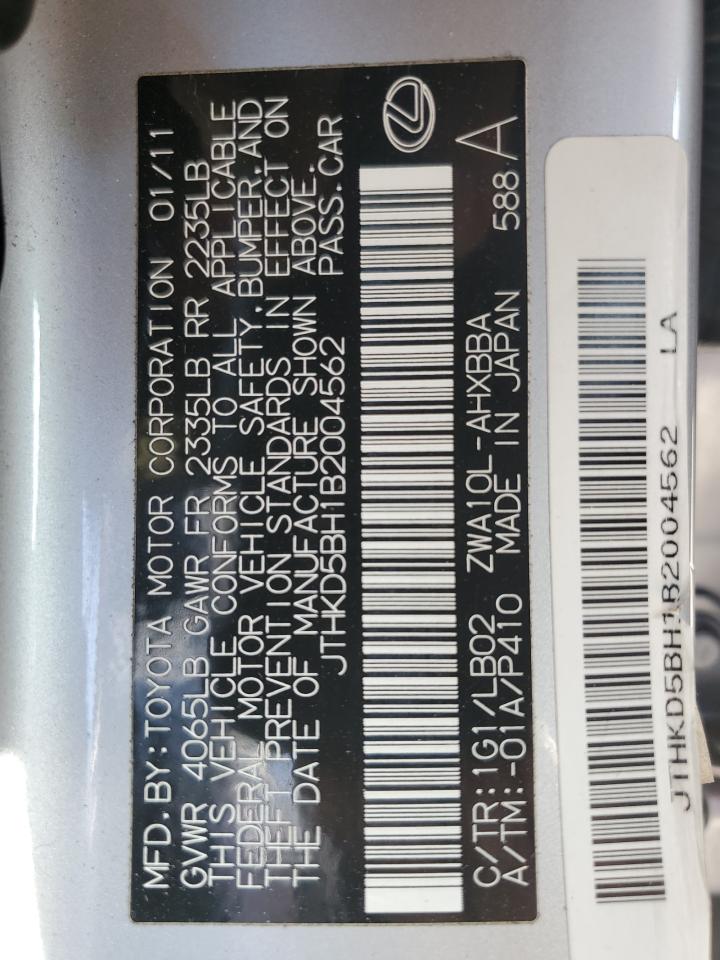 MFD.BY:TOYOTA MOTOR CORPORATION 01/11
GVWR 4065LB GAWR FR 2335LB RR 2235LB
THIS VEHICLE CONFORMS TO ALL APPLICABLE
FEDERAL MOTOR VEHICLE SAFETY,BUMPER,AND
THEFT PREVENTION STANDARDS IN EFFECT ON
THE DATE OF MANUFACTURE SHOWN ABOVE.
JTHKD5BH1B2004562 PASS.CAR
C/TR:1G1/LB02 ZWA10L-AHXBBA
A/TM:-01A/P410 MADE IN JAPAN 588 A
JTHKD5BH1B2004562 LA